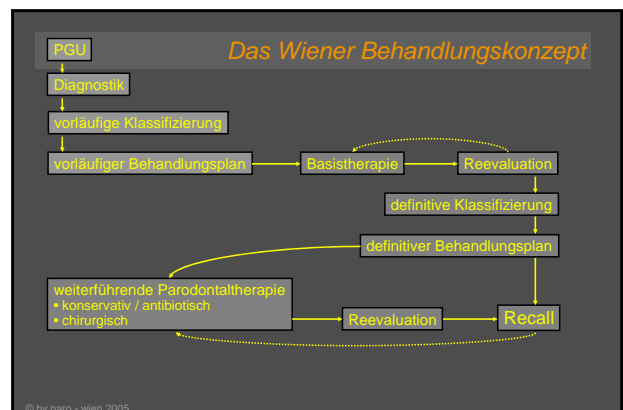 PGU
Das Wiener Behandlungskonzept
Diagnostik
vorläufige Klassifizierung
vorläufiger Behandlungsplan
Basistherapie
Reevaluation
definitive Klassifizierung
definitiver Behandlungsplan
weiterführende Parodontaltherapie
• konservativ / antibiotisch
• chirurgisch
Reevaluation
Recall
© by paro - wien 2005